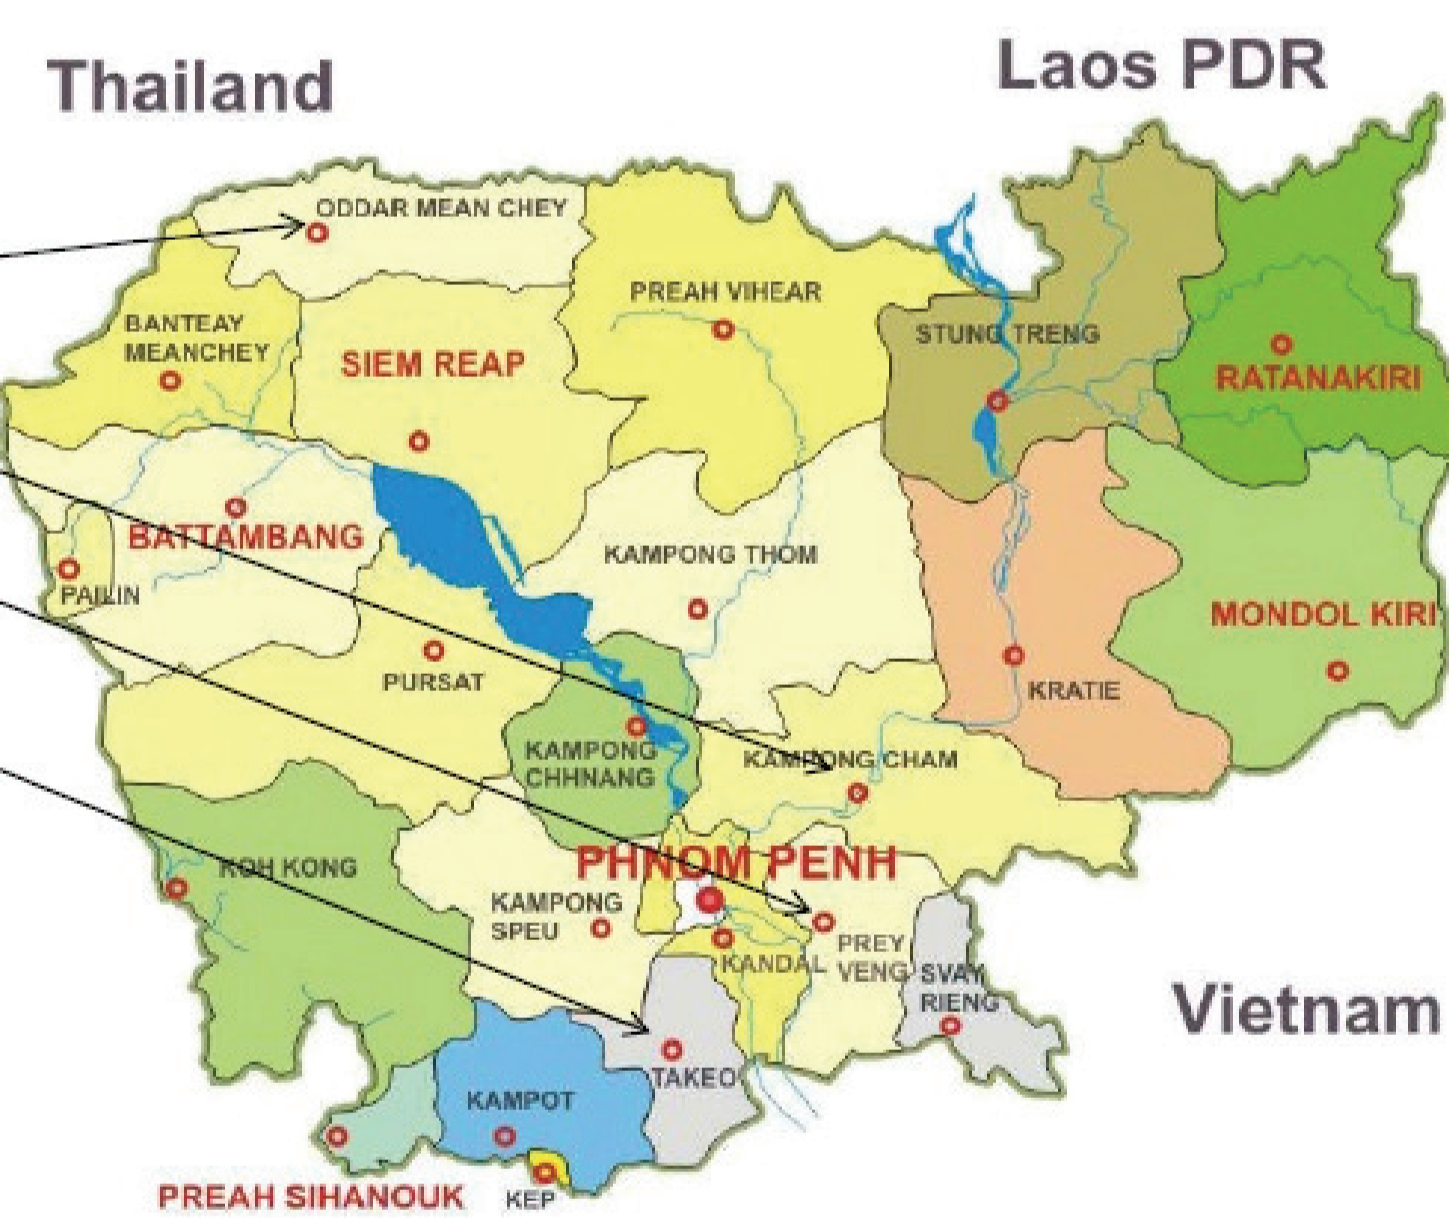 Thailand
Laos PDR
ODDAR MEAN CHEY
PREAH VIHEAR
BANTEAY
MEANCHEY
STUNG TRENG
SIEM REAP
RATANAKIRI
BATTAMBANG
KAMPONG THOM
PAILIN
MONDOL KIRI
PURSAT
KRATIE
KAMPONG
CHHNANG
KAMPONG CHAM
KOH KONG
PHNOM PENH
KAMPONG
SPEU
PREY
VENG
KANDAL
SVAY
RIENG
Vietnam
TAKEO
KAMPOT
PREAH SIHANOUK
KEP